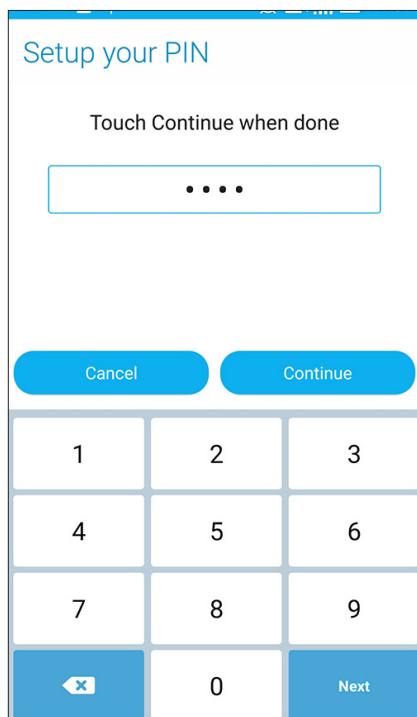 Setup your PIN
Touch Continue when done
••••
Cancel Continue
1 2 3
4 5 6
7 8 9
0 Next